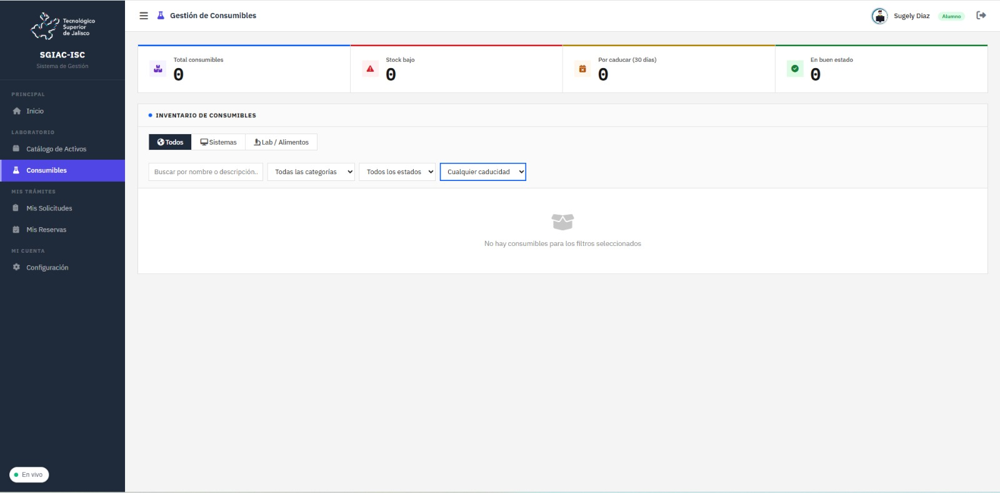 Tecnológico
Superior
de Jalisco
SGIAC-ISC
Sistema de Gestión
PRINCIPAL
Inicio
LABORATORIO
Catálogo de Activos
Consumibles
MIS TRÁMITES
Mis Solicitudes
Mis Reservas
MI CUENTA
Configuración
En vivo
Gestión de Consumibles
Sugely Diaz
Alumno
Total consumibles
0
Stock bajo
0
Por caducar (30 días)
0
En buen estado
0
INVENTARIO DE CONSUMIBLES
Todos
Sistemas
Lab / Alimentos
Buscar por nombre o descripción..
Todas las categorías
Todos los estados
Cualquier caducidad
No hay consumibles para los filtros seleccionados